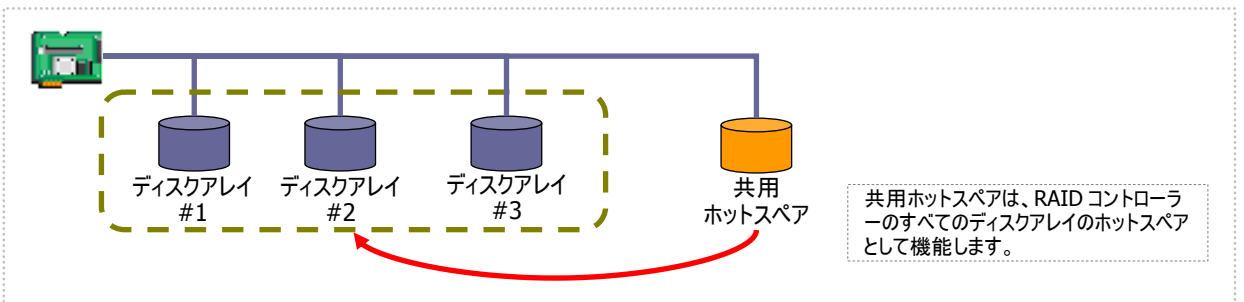 ディスクアレイ
#1
ディスクアレイ
#2
ディスクアレイ
#3
共用
ホットスペア
共用ホットスペアは、RAID コントローラ
ーのすべてのディスクアレイのホットスペア
として機能します。